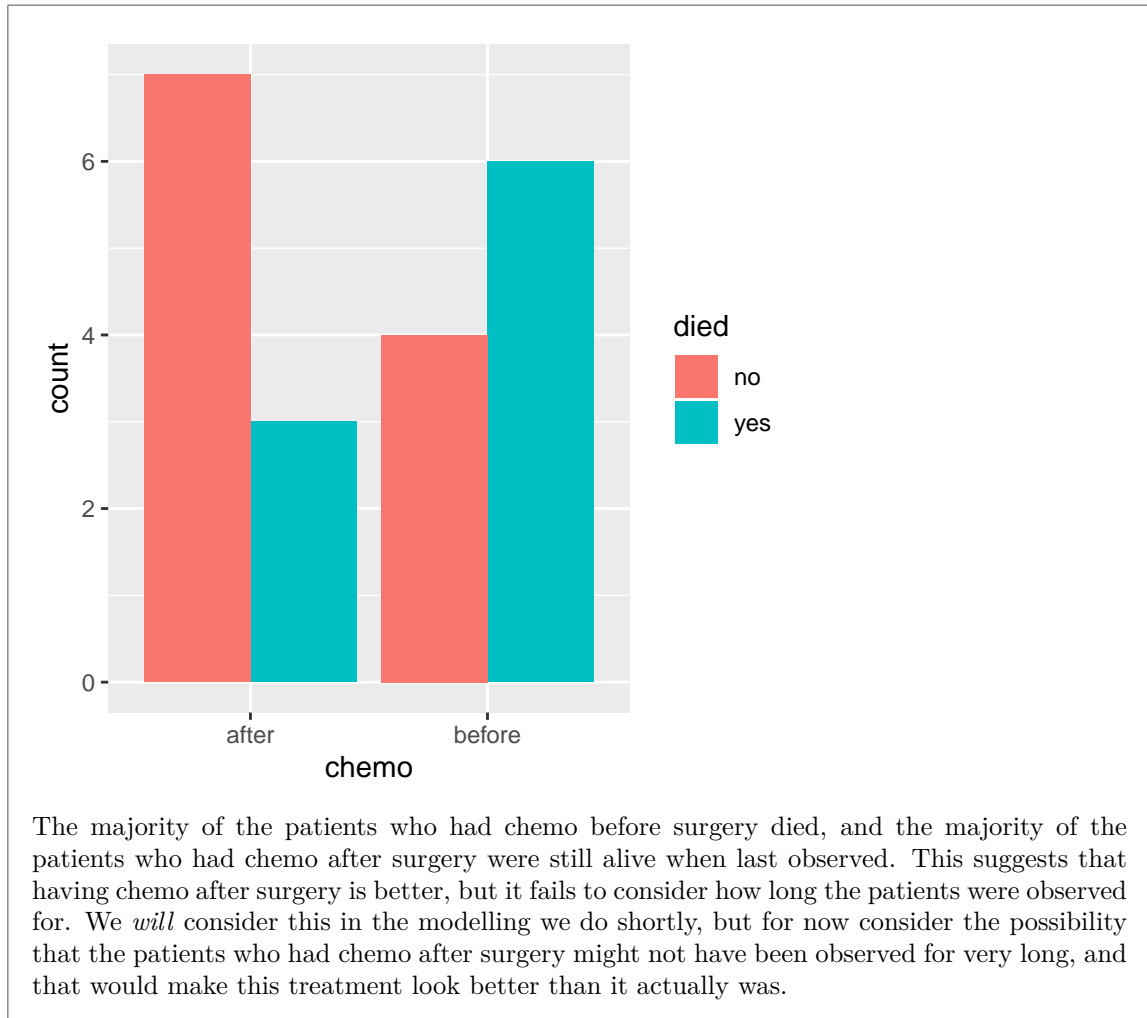 6
4
2
0
count
after before
chemo
died
no
yes
The majority of the patients who had chemo before surgery died, and the majority of the
patients who had chemo after surgery were still alive when last observed. This suggests that
having chemo after surgery is better, but it fails to consider how long the patients were observed
for. We will consider this in the modelling we do shortly, but for now consider the possibility
that the patients who had chemo after surgery might not have been observed for very long, and
that would make this treatment look better than it actually was.